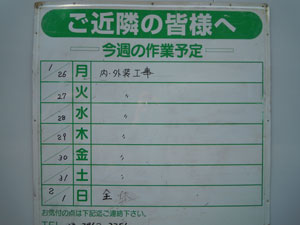 ご近隣の皆様へ
今週の作業予定
1/26 月 内・外装工事
/27 火 〃
/28 水 〃
/29 木 〃
/30 金 〃
/31 土 〃
2/1 日 全休
お気付の点は下記迄ご連絡下さい。
TEL